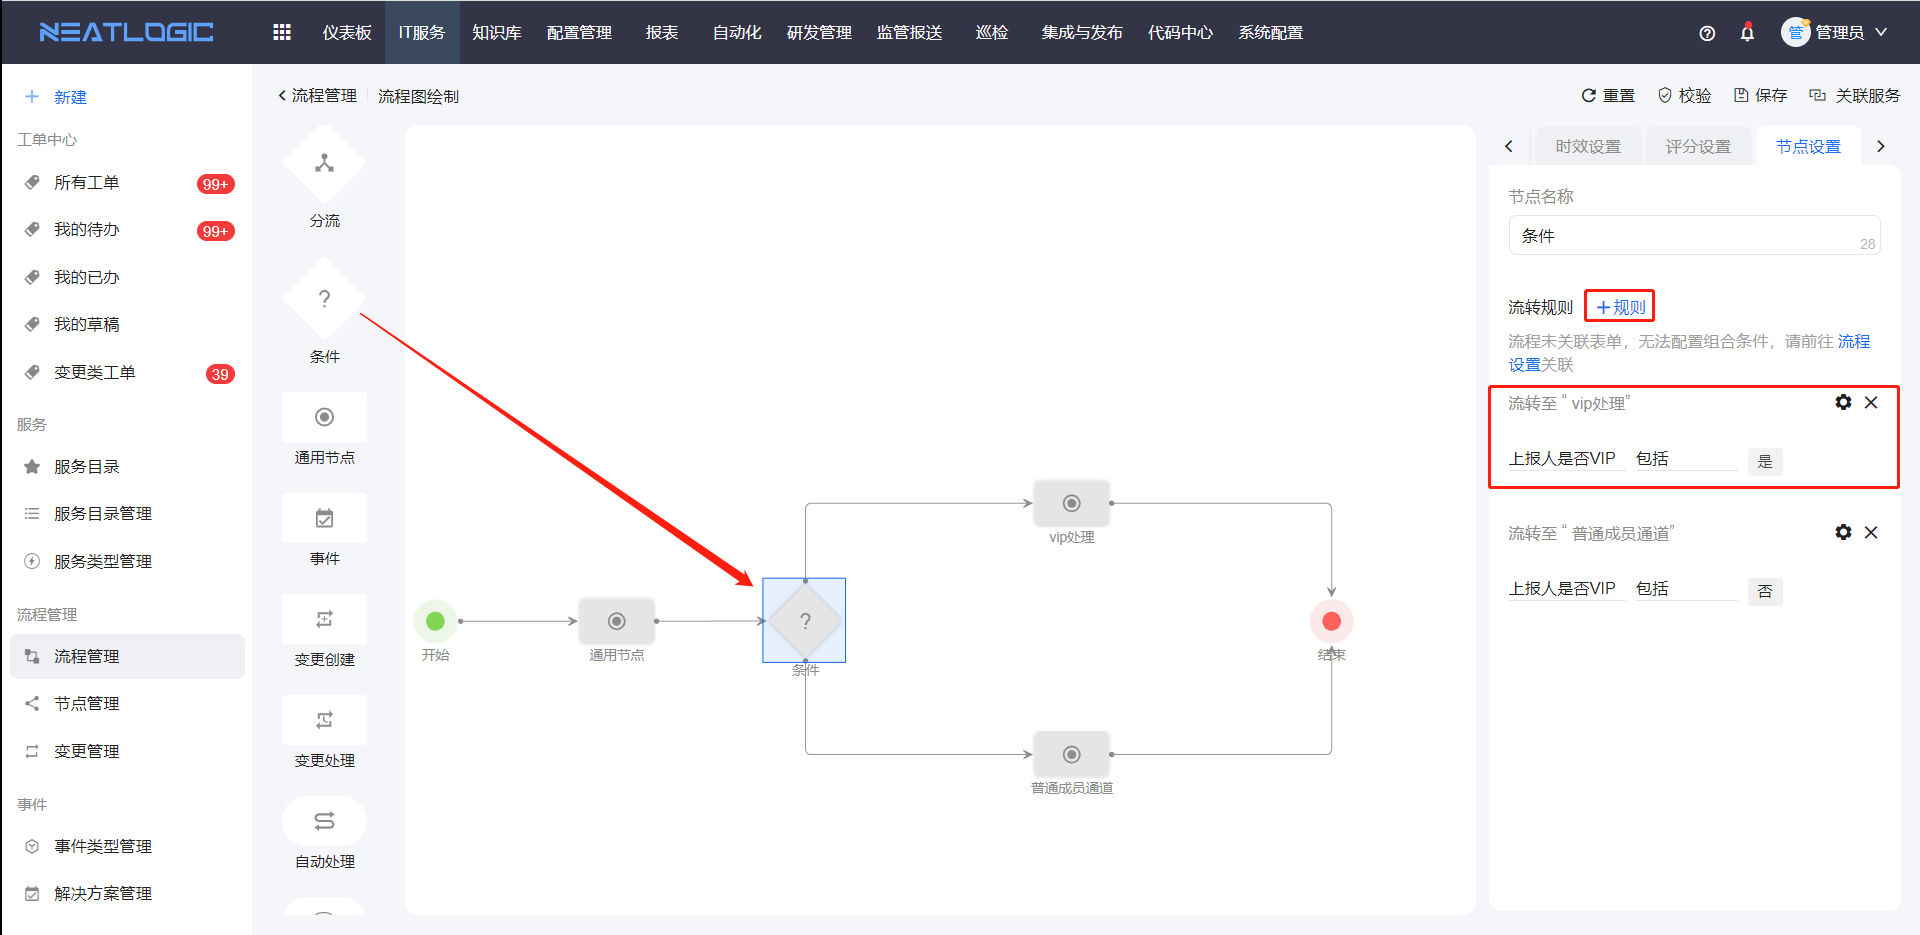 NEATLOGIC
仪表板 IT服务 知识库 配置管理 报表 自动化 研发管理 监管报送 巡检 集成与发布 代码中心 系统配置
管 管理员
新建
工单中心
所有工单 99+
我的待办 99+
我的已办
我的草稿
变更类工单 39
服务
服务目录
服务目录管理
服务类型管理
流程管理
流程管理
节点管理
变更管理
事件
事件类型管理
解决方案管理
流程管理 流程图绘制
重置 校验 保存 关联服务
分流
?
条件
通用节点
事件
变更创建
变更处理
自动处理
开始
通用节点
?
条件
vip处理
普通成员通道
结束
时效设置 评分设置 节点设置
节点名称
条件 28
流转规则 +规则
流程未关联表单，无法配置组合条件，请前往 流程
设置关联
流转至 “ vip处理”
上报人是否VIP 包括 是
流转至 “ 普通成员通道”
上报人是否VIP 包括 否